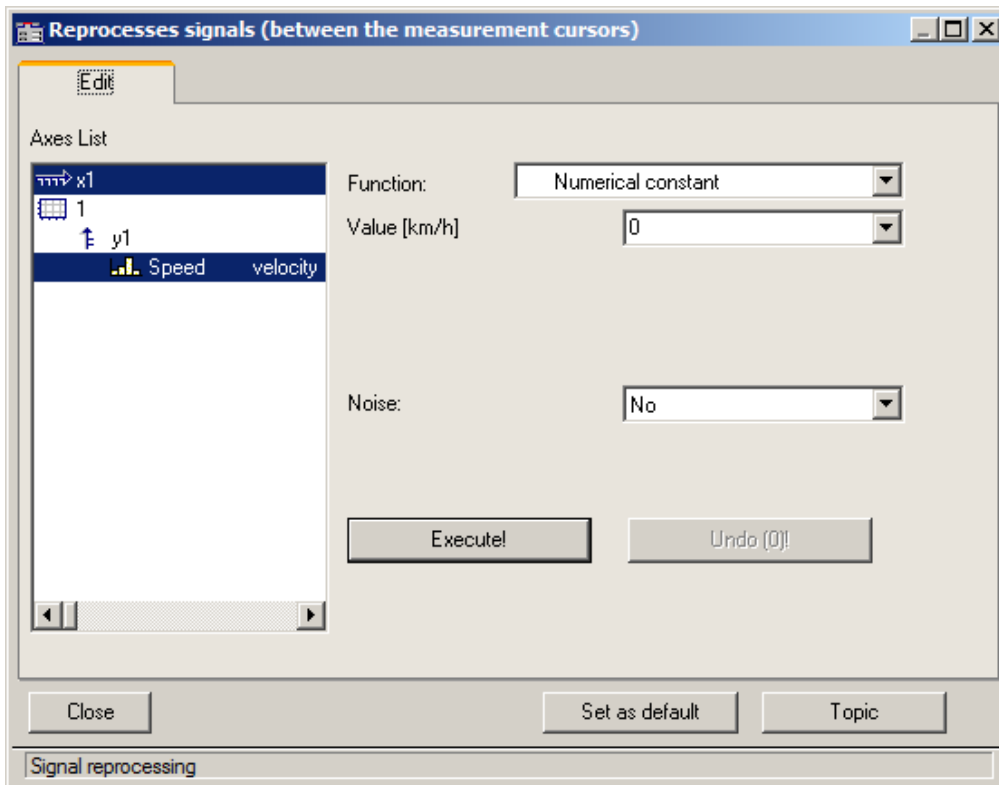 Reprocesses signals (between the measurement cursors)
Edit
Axes List
x1
1
y1
Speed velocity
Function: Numerical constant
Value [km/h] 0
Noise: No
Execute! Undo (0)!
Close Set as default Topic
Signal reprocessing